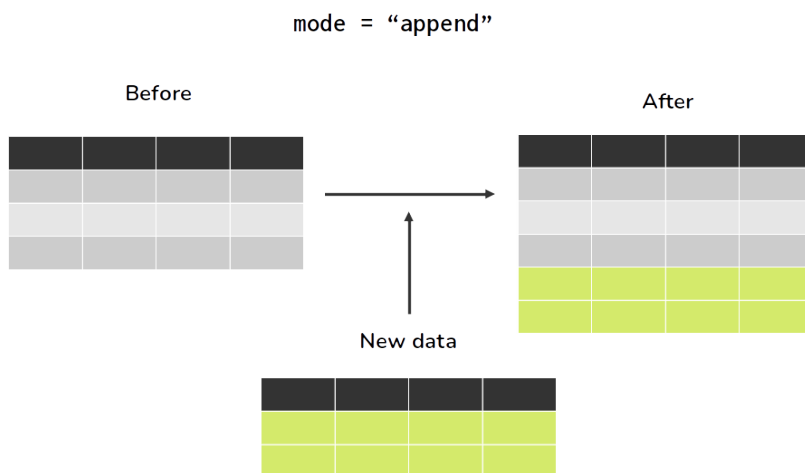 mode = “append”
Before
After
New data